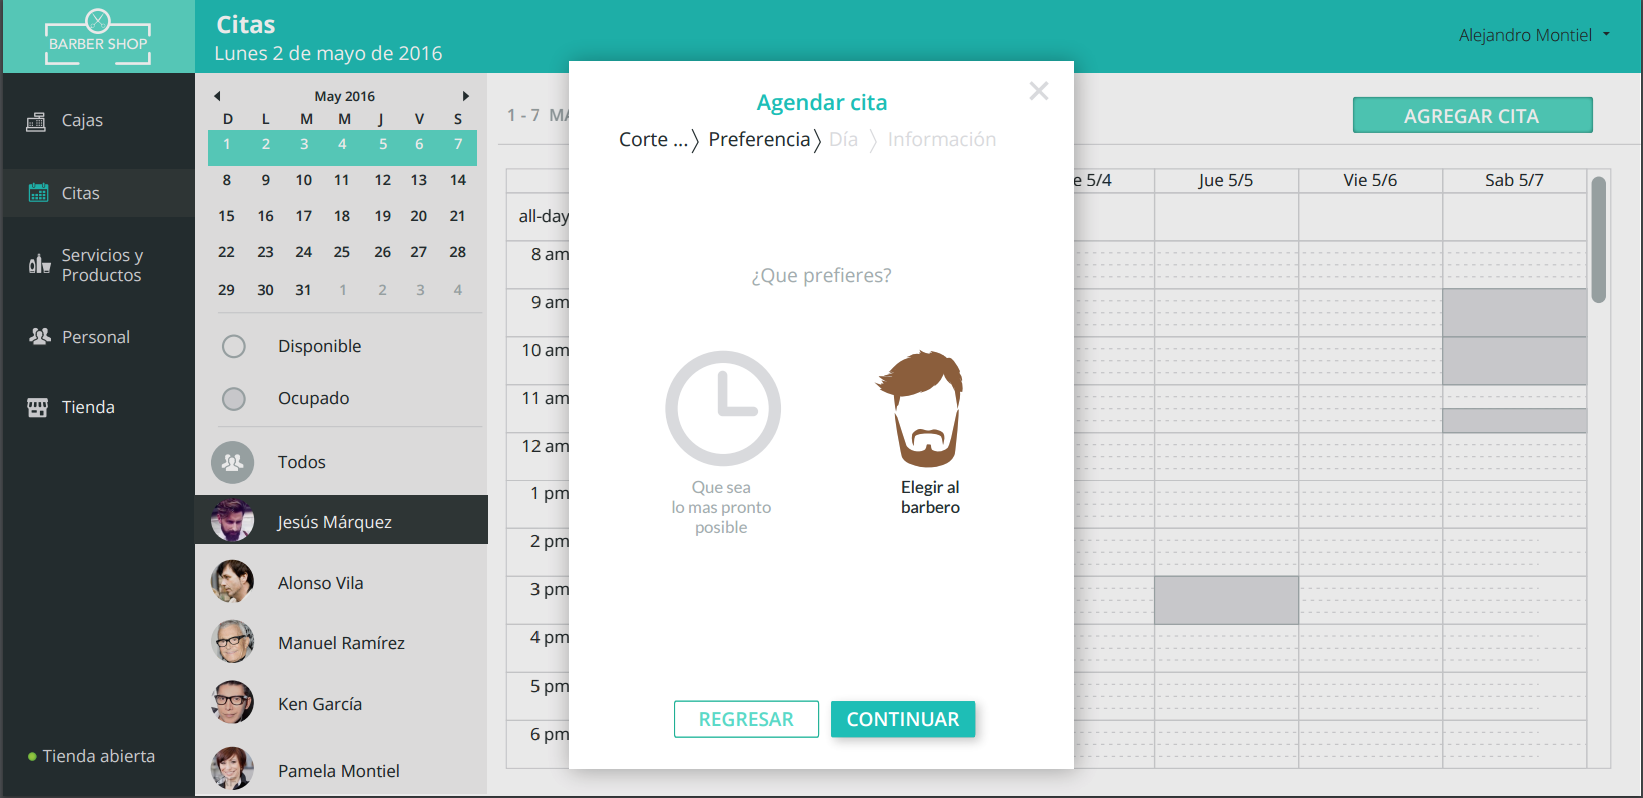 BARBER SHOP
Citas
Lunes 2 de mayo de 2016
Alejandro Montiel
Cajas
Citas
Servicios y
Productos
Personal
Tienda
Tienda abierta
May 2016
D L M M J V S
1 2 3 4 5 6 7
8 9 10 11 12 13 14
15 16 17 18 19 20 21
22 23 24 25 26 27 28
29 30 31 1 2 3 4
Disponible
Ocupado
Todos
Jesús Márquez
Alonso Vila
Manuel Ramírez
Ken García
Pamela Montiel
1 - 7 MA
AGREGAR CITA
e 5/4 Jue 5/5 Vie 5/6 Sab 5/7
all-day
8 am
9 am
10 am
11 am
12 am
1 pm
2 pm
3 pm
4 pm
5 pm
6 pm
Agendar cita
Corte ... Preferencia Día Información
¿Que prefieres?
Que sea
lo mas pronto
posible
Elegir al
barbero
REGRESAR CONTINUAR